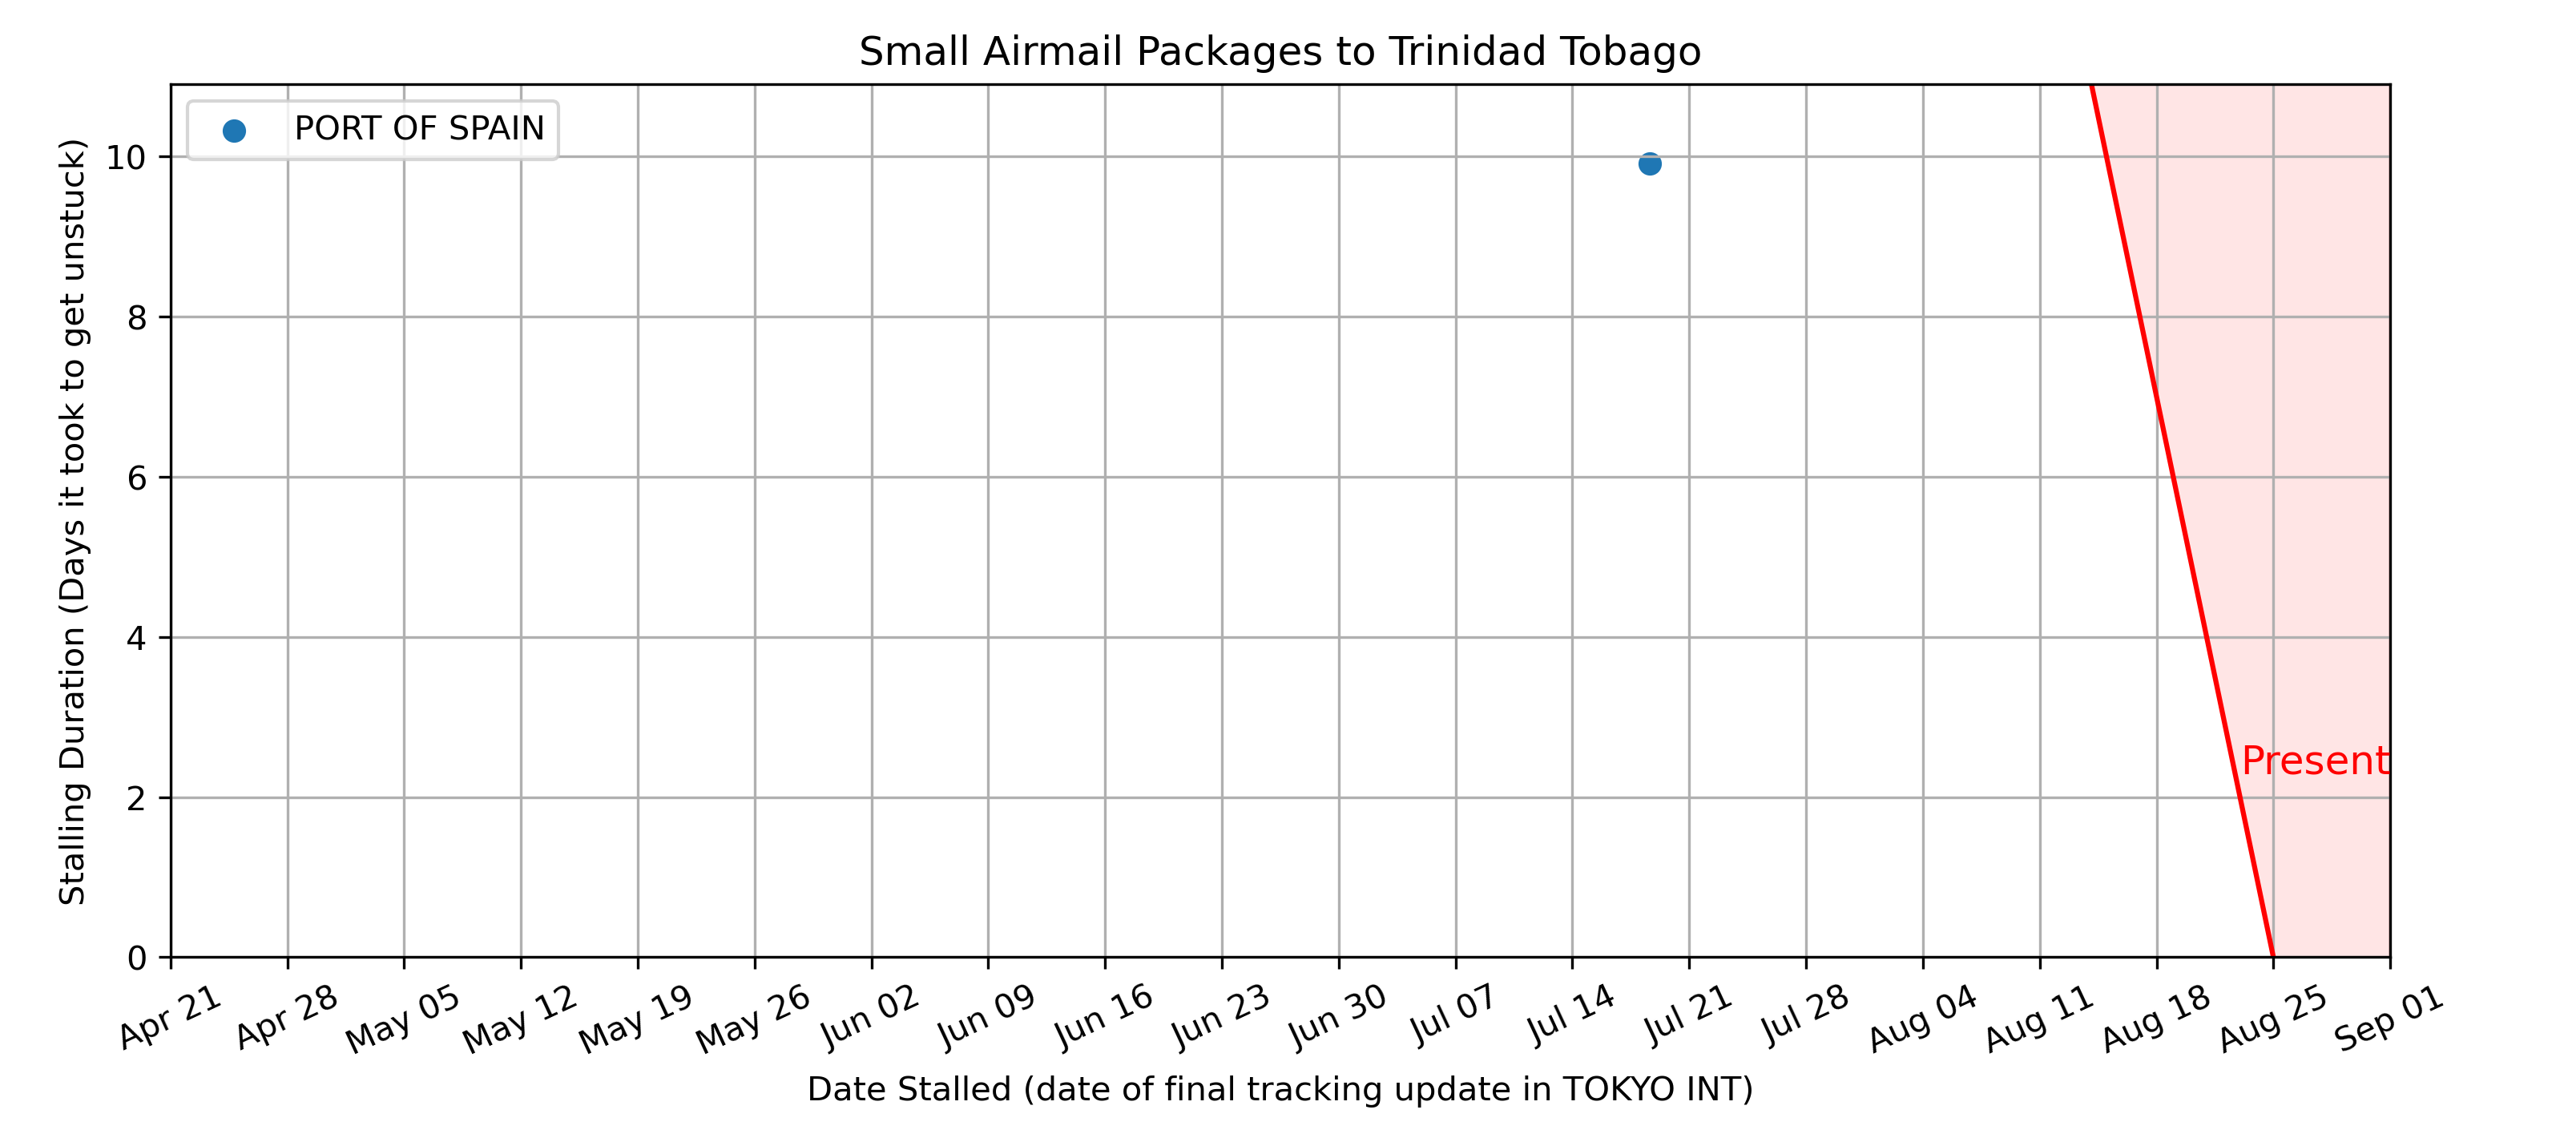 Small Airmail Packages to Trinidad Tobago
PORT OF SPAIN
Stalling Duration (Days it took to get unstuck)
10
8
6
4
2
0
Present
Apr 21
Apr 28
May 05
May 12
May 19
May 26
Jun 02
Jun 09
Jun 16
Jun 23
Jun 30
Jul 07
Jul 14
Jul 21
Jul 28
Aug 04
Aug 11
Aug 18
Aug 25
Sep 01
Date Stalled (date of final tracking update in TOKYO INT)